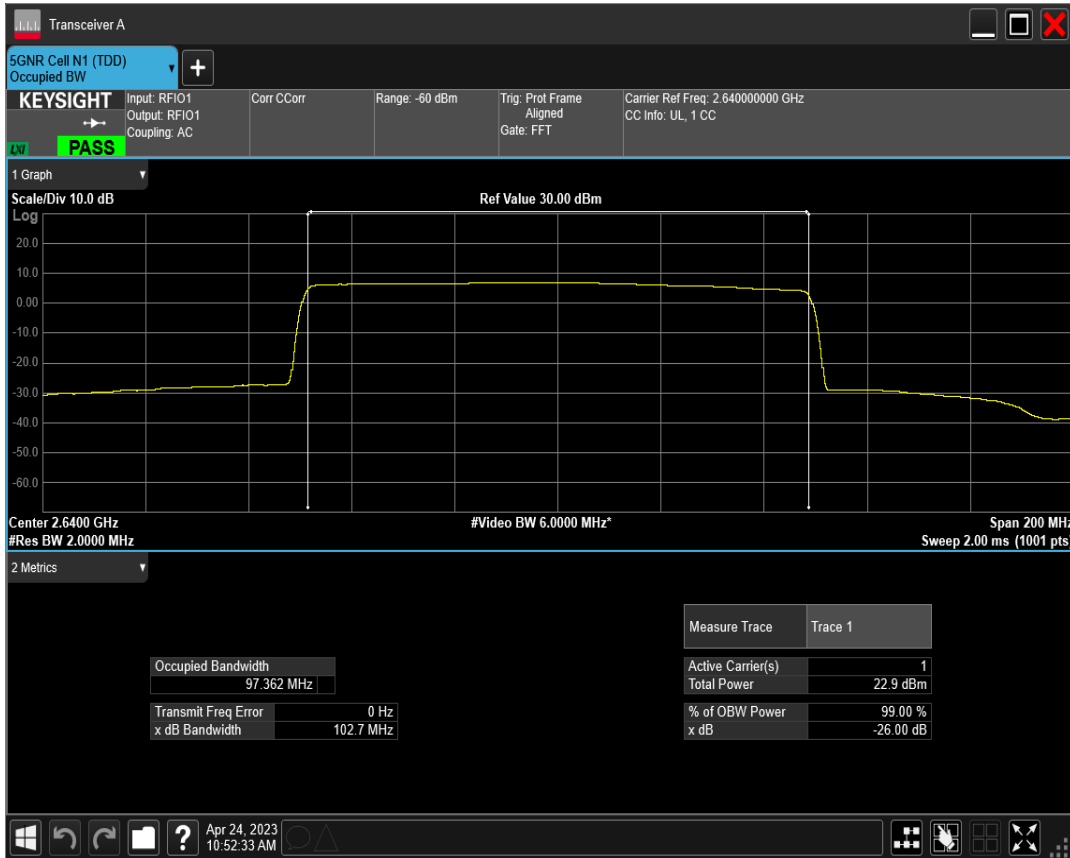 Transceiver A
5GNR Cell N1 (TDD)
Occupied BW
+
KEYSIGHT
LXI
PASS
Input: RFIO1
Output: RFIO1
Coupling: AC
Corr CCorr
Range: -60 dBm
Trig: Prot Frame
Aligned
Gate: FFT
Carrier Ref Freq: 2.640000000 GHz
CC Info: UL, 1 CC
1 Graph
Scale/Div 10.0 dB
Ref Value 30.00 dBm
Log
20.0
10.0
0.00
-10.0
-20.0
-30.0
-40.0
-50.0
-60.0
Center 2.6400 GHz
#Video BW 6.0000 MHz*
Span 200 MHz
#Res BW 2.0000 MHz
Sweep 2.00 ms (1001 pts)
2 Metrics
Measure Trace Trace 1
Occupied Bandwidth
97.362 MHz
Active Carrier(s) 1
Total Power 22.9 dBm
Transmit Freq Error 0 Hz
x dB Bandwidth 102.7 MHz
% of OBW Power 99.00 %
x dB -26.00 dB
?
Apr 24, 2023
10:52:33 AM